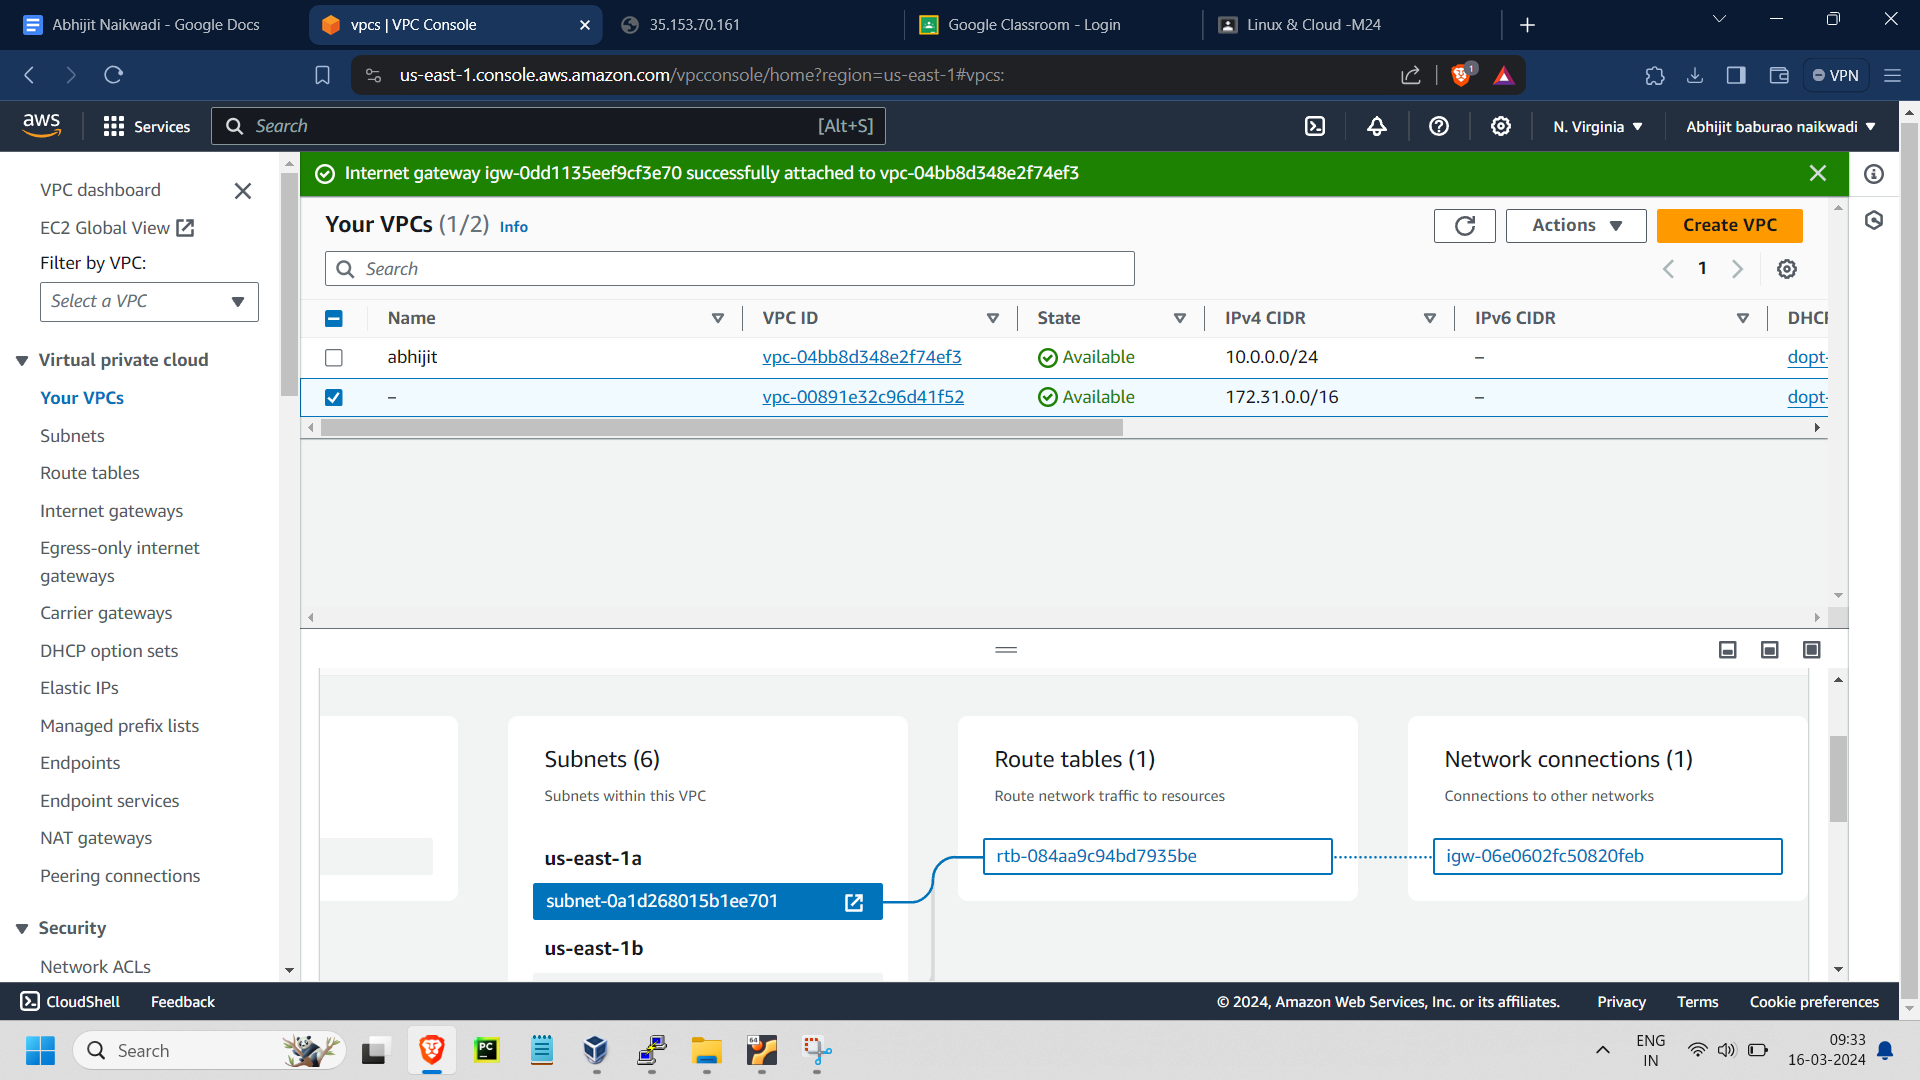 Abhijit Naikwadi - Google Docs
vpcs | VPC Console
35.153.70.161
Google Classroom - Login
Linux & Cloud -M24
us-east-1.console.aws.amazon.com/vpcconsole/home?region=us-east-1#vpcs:
1
VPN
aws
Services
Search
[Alt+S]
N. Virginia
Abhijit baburao naikwadi
VPC dashboard
EC2 Global View
Filter by VPC:
Select a VPC
Virtual private cloud
Your VPCs
Subnets
Route tables
Internet gateways
Egress-only internet
gateways
Carrier gateways
DHCP option sets
Elastic IPs
Managed prefix lists
Endpoints
Endpoint services
NAT gateways
Peering connections
Security
Network ACLs
Internet gateway igw-0dd1135eef9cf3e70 successfully attached to vpc-04bb8d348e2f74ef3
Your VPCs (1/2) Info
Actions
Create VPC
Search
1
Name VPC ID State IPv4 CIDR IPv6 CIDR DHCP
abhijit vpc-04bb8d348e2f74ef3 Available 10.0.0.0/24 – dopt-
– vpc-00891e32c96d41f52 Available 172.31.0.0/16 – dopt-
Subnets (6)
Subnets within this VPC
us-east-1a
subnet-0a1d268015b1ee701
us-east-1b
Route tables (1)
Route network traffic to resources
rtb-084aa9c94bd7935be
Network connections (1)
Connections to other networks
igw-06e0602fc50820feb
CloudShell
Feedback
© 2024, Amazon Web Services, Inc. or its affiliates.
Privacy
Terms
Cookie preferences
Search
PC
64
ENG
IN
09:33
16-03-2024